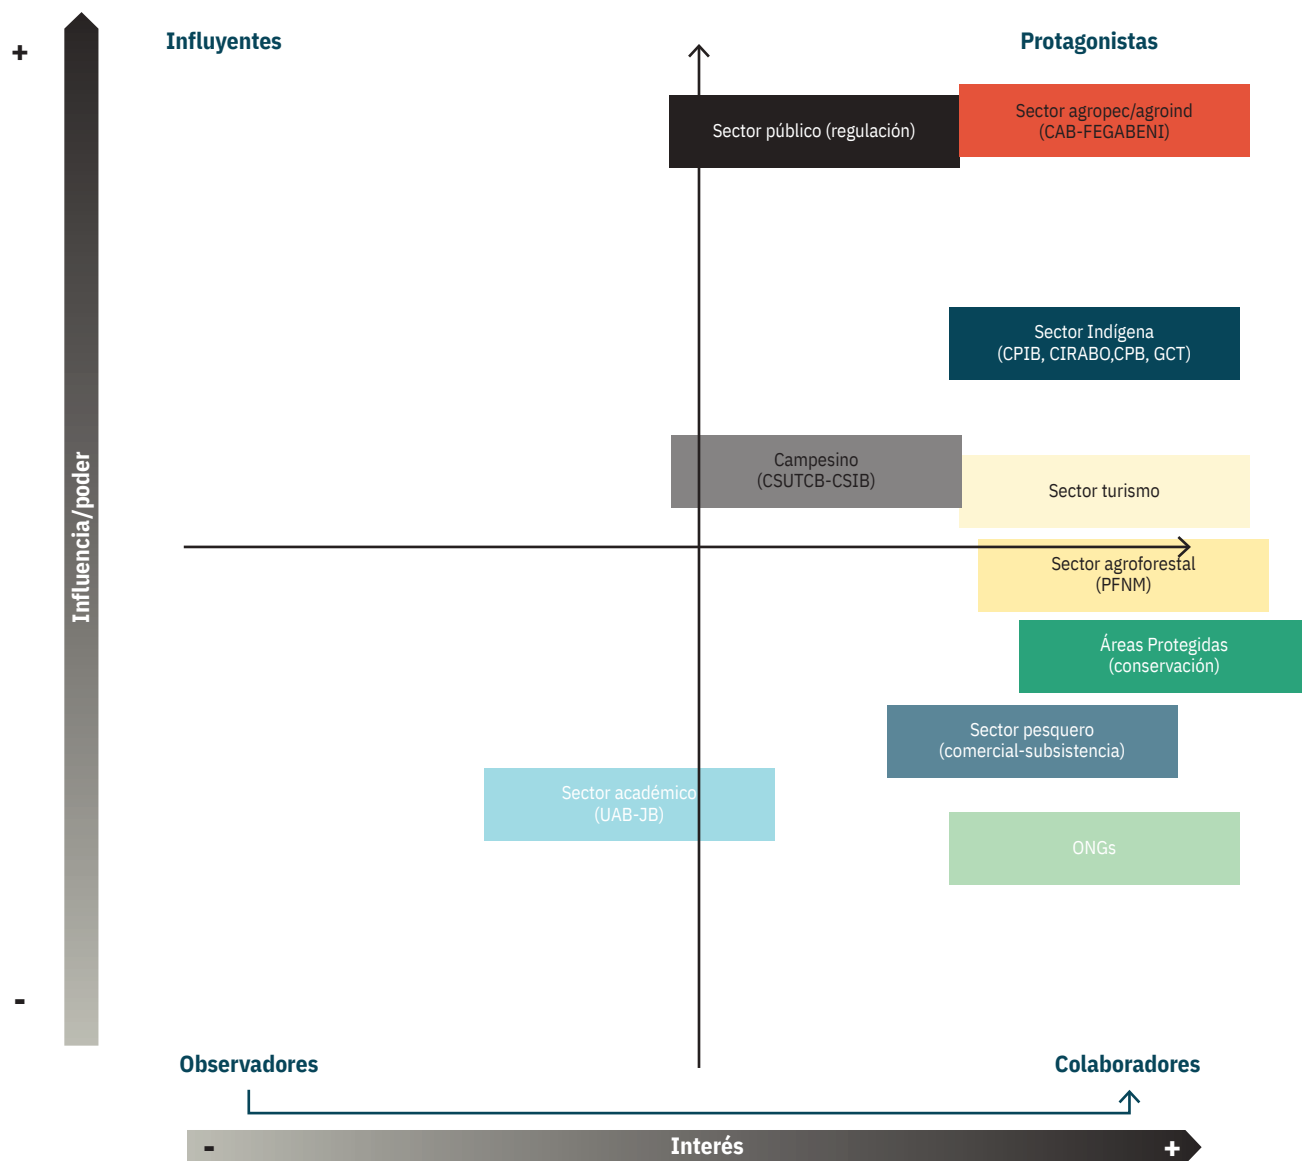 +
Influyentes
Protagonistas
Sector público (regulación)
Sector agropec/agroind
(CAB-FEGABENI)
Sector Indígena
(CPIB, CIRABO,CPB, GCT)
Campesino
(CSUTCB-CSIB)
Sector turismo
Influencia/poder
Sector agroforestal
(PFNM)
Áreas Protegidas
(conservación)
Sector pesquero
(comercial-subsistencia)
Sector académico
(UAB-JB)
ONGs
-
Observadores
Colaboradores
-
Interés
+